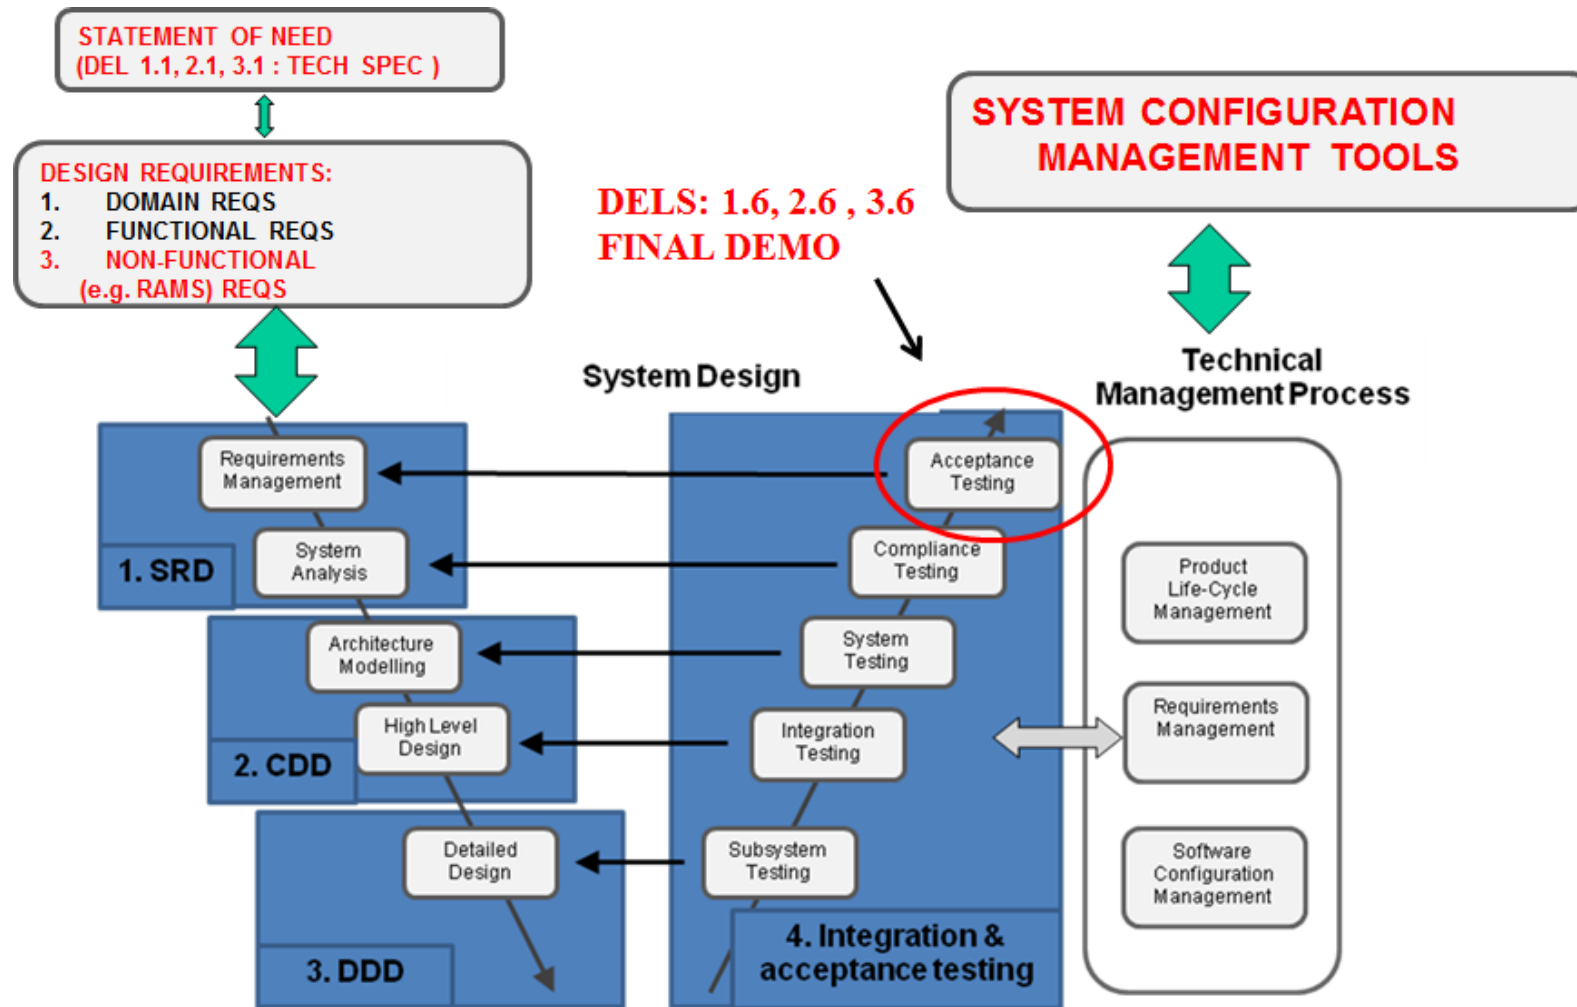 STATEMENT OF NEED
(DEL 1.1, 2.1, 3.1 : TECH SPEC )
DESIGN REQUIREMENTS:
1. DOMAIN REQS
2. FUNCTIONAL REQS
3. NON-FUNCTIONAL
(e.g. RAMS) REQS
DELS: 1.6, 2.6 , 3.6
FINAL DEMO
SYSTEM CONFIGURATION
MANAGEMENT TOOLS
System Design
Technical
Management Process
Requirements
Management
System
Analysis
1. SRD
Architecture
Modelling
High Level
Design
2. CDD
Detailed
Design
3. DDD
Acceptance
Testing
Compliance
Testing
System
Testing
Integration
Testing
Subsystem
Testing
4. Integration &
acceptance testing
Product
Life-Cycle
Management
Requirements
Management
Software
Configuration
Management